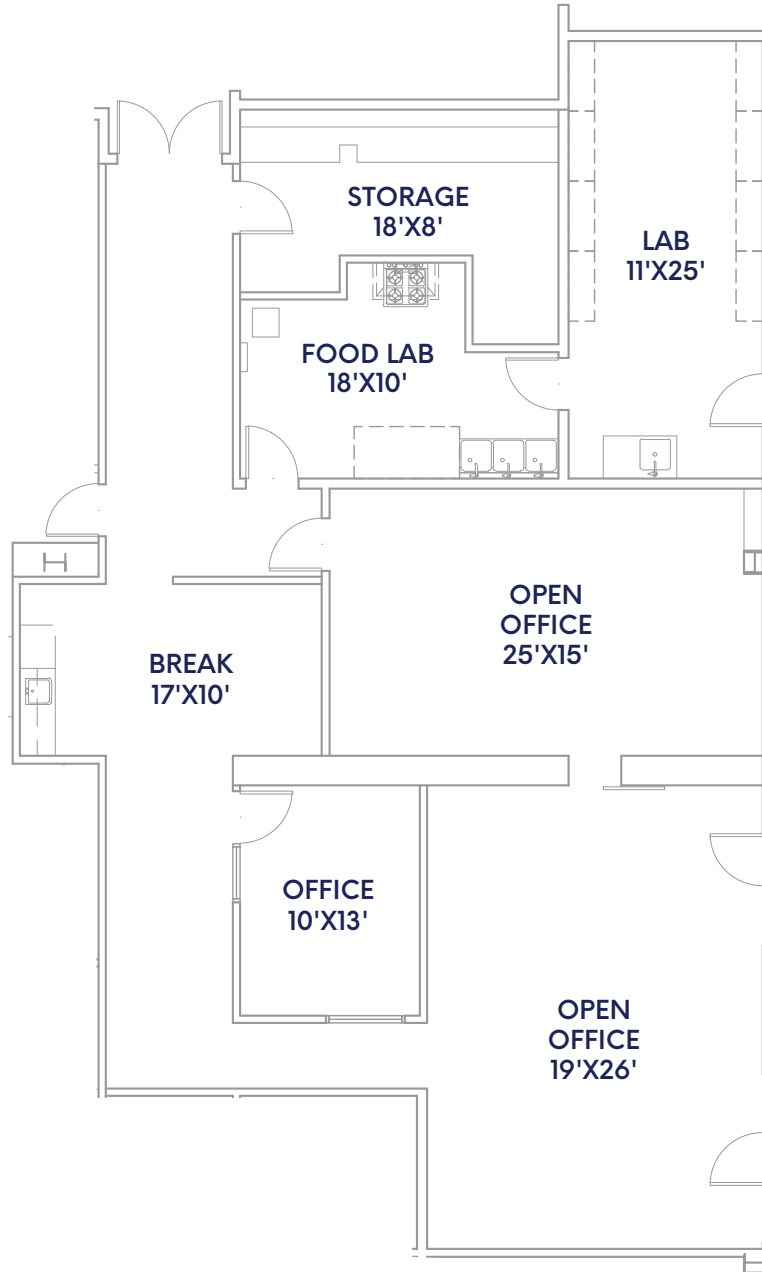 STORAGE
18'X8'
LAB
11'X25'
FOOD LAB
18'X10'
OPEN
OFFICE
25'X15'
BREAK
17'X10'
OFFICE
10'X13'
OPEN
OFFICE
19'X26'